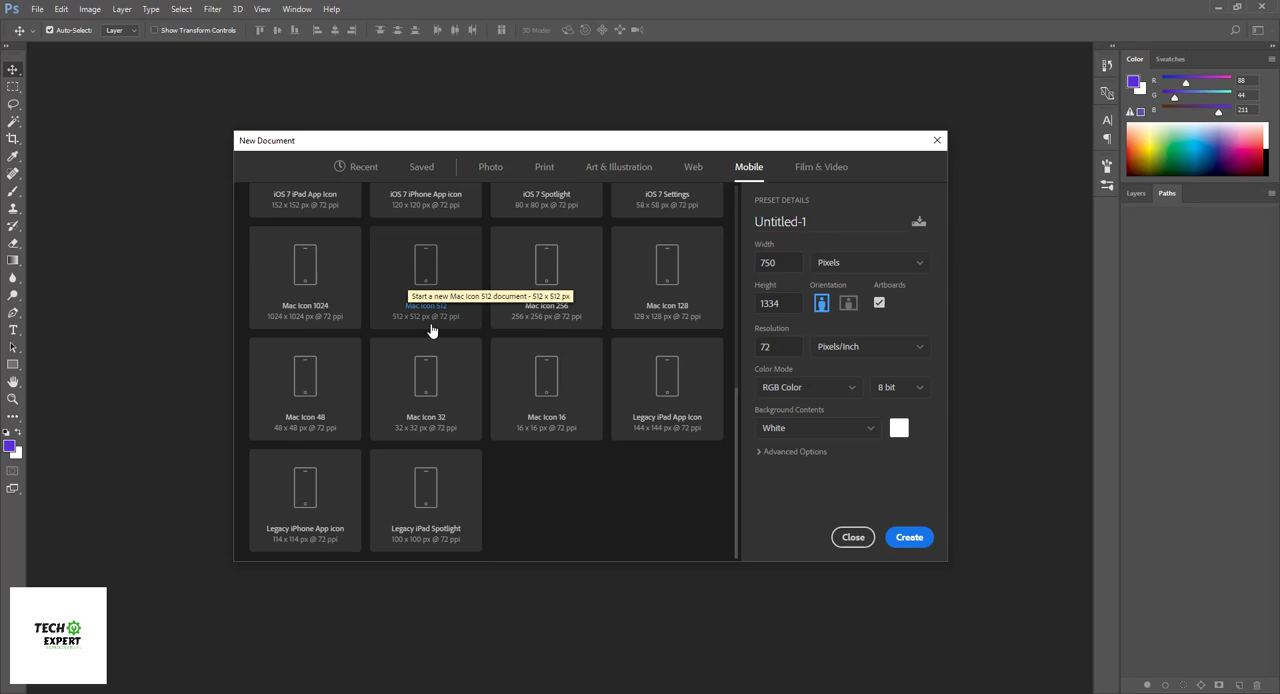 Ps File Edit Image Layer Type Select Filter 3D View Window Help
Auto-Select: Layer Show Transform Controls 3D Mode:
New Document
Recent Saved Photo Print Art & Illustration Web Mobile Film & Video
iOS 7 iPad App Icon iOS 7 iPhone App icon iOS 7 Spotlight iOS 7 Settings
152 x 152 px @ 72 ppi 120 x 120 px @ 72 ppi 80 x 80 px @ 72 ppi 58 x 58 px @ 72 ppi
Start a new Mac Icon 512 document - 512 x 512 px
Mac Icon 1024 Mac Icon 512 Mac Icon 256 Mac Icon 128
1024 x 1024 px @ 72 ppi 512 x 512 px @ 72 ppi 256 x 256 px @ 72 ppi 128 x 128 px @ 72 ppi
Mac Icon 48 Mac Icon 32 Mac Icon 16 Legacy iPad App Icon
48 x 48 px @ 72 ppi 32 x 32 px @ 72 ppi 16 x 16 px @ 72 ppi 144 x 144 px @ 72 ppi
Legacy iPhone App icon Legacy iPad Spotlight
114 x 114 px @ 72 ppi 100 x 100 px @ 72 ppi
PRESET DETAILS
Untitled-1
Width
750 Pixels
Height Orientation Artboards
1334
Resolution
72 Pixels/Inch
Color Mode
RGB Color 8 bit
Background Contents
White
Advanced Options
Close Create
Color Swatches
R 88
G 44
B 211
Layers Paths
TECH
EXPERT